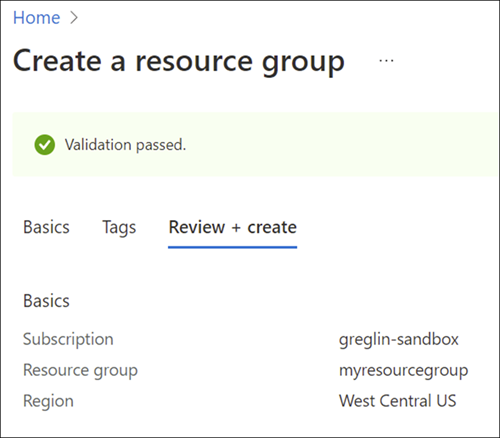 Home >
Create a resource group ...
Validation passed.
Basics Tags Review + create
Basics
Subscription greglin-sandbox
Resource group myresourcegroup
Region West Central US